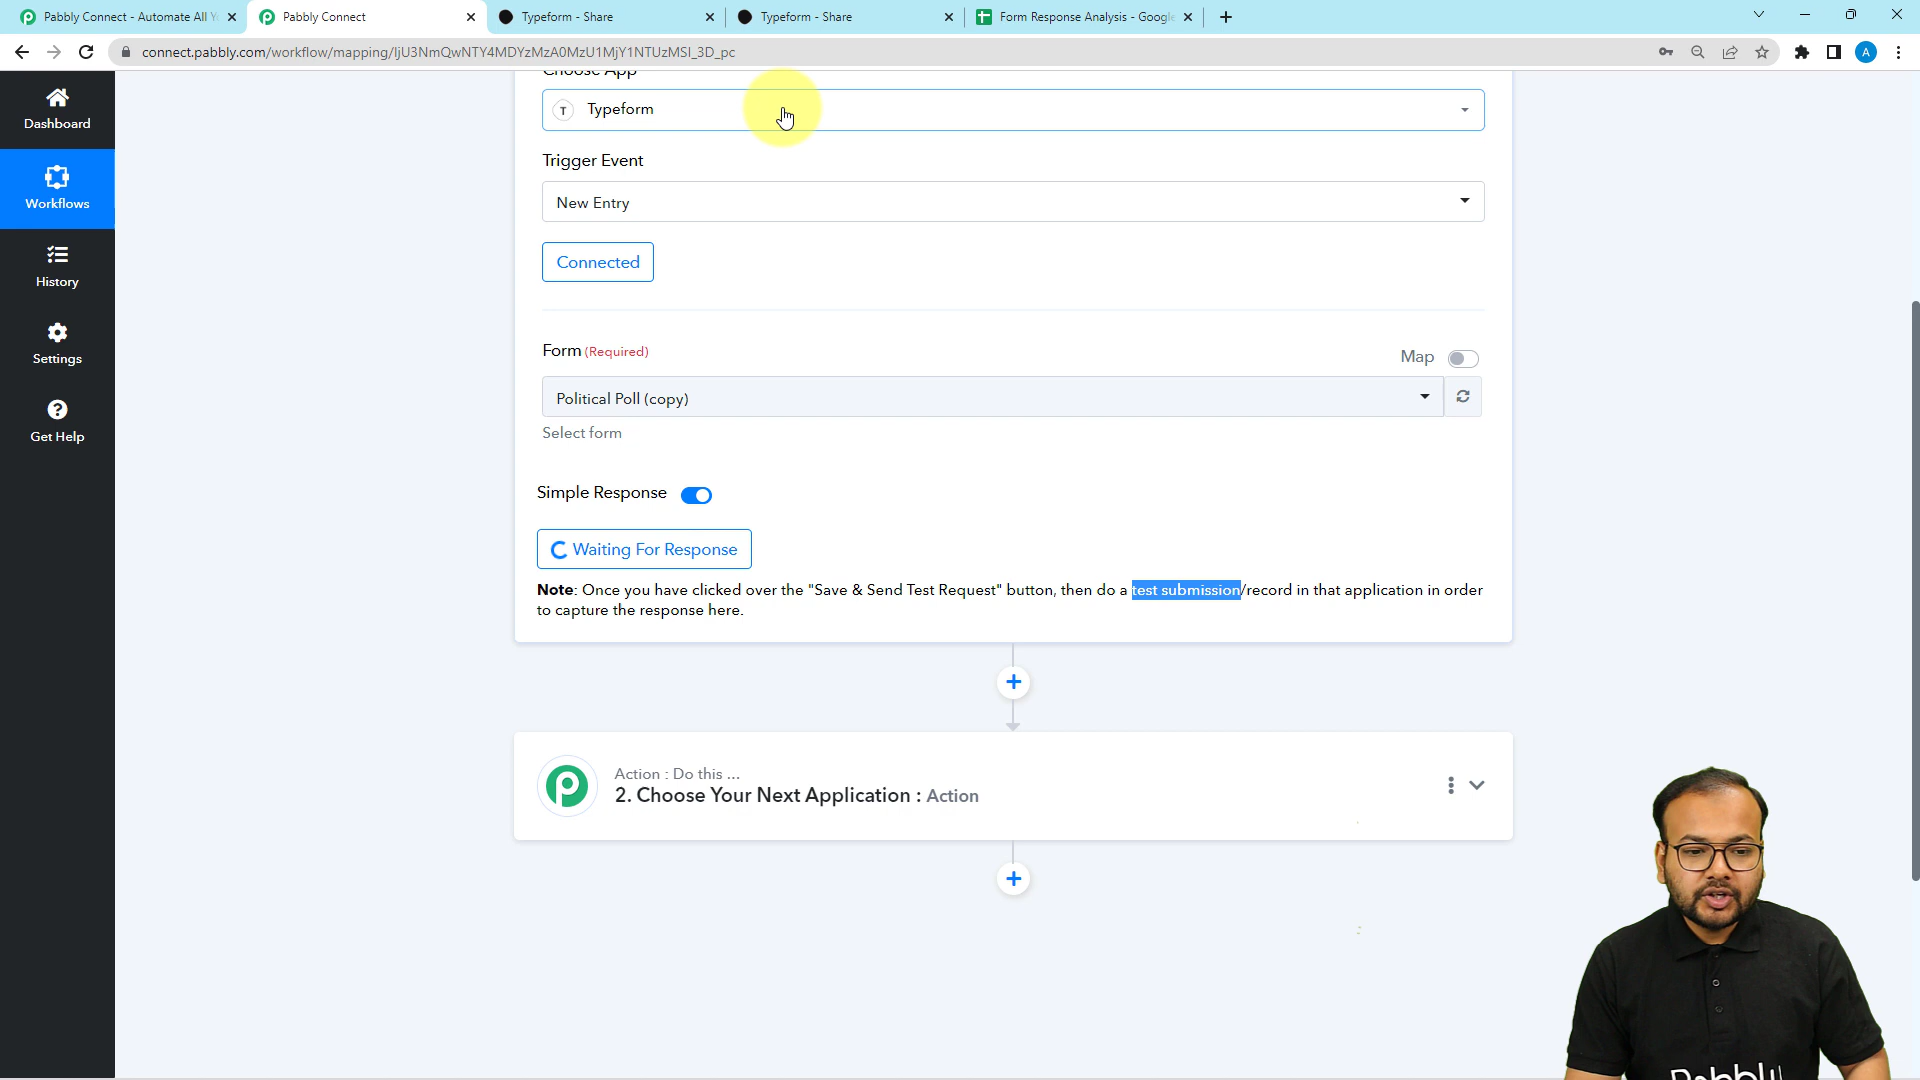 Pabbly Connect - Automate All Y
Pabbly Connect
Typeform - Share
Typeform - Share
Form Response Analysis - Google
connect.pabbly.com/workflow/mapping/IjU3NmQwNTY4MDYzMzA0MzU1MjY1NTUzMSI_3D_pc
A
Dashboard
Workflows
History
Settings
Get Help
Choose App
T Typeform
Trigger Event
New Entry
Connected
Form (Required)
Map
Political Poll (copy)
Select form
Simple Response
Waiting For Response
Note: Once you have clicked over the "Save & Send Test Request" button, then do a test submission/record in that application in order
to capture the response here.
Action : Do this ...
2. Choose Your Next Application : Action
Pabbly